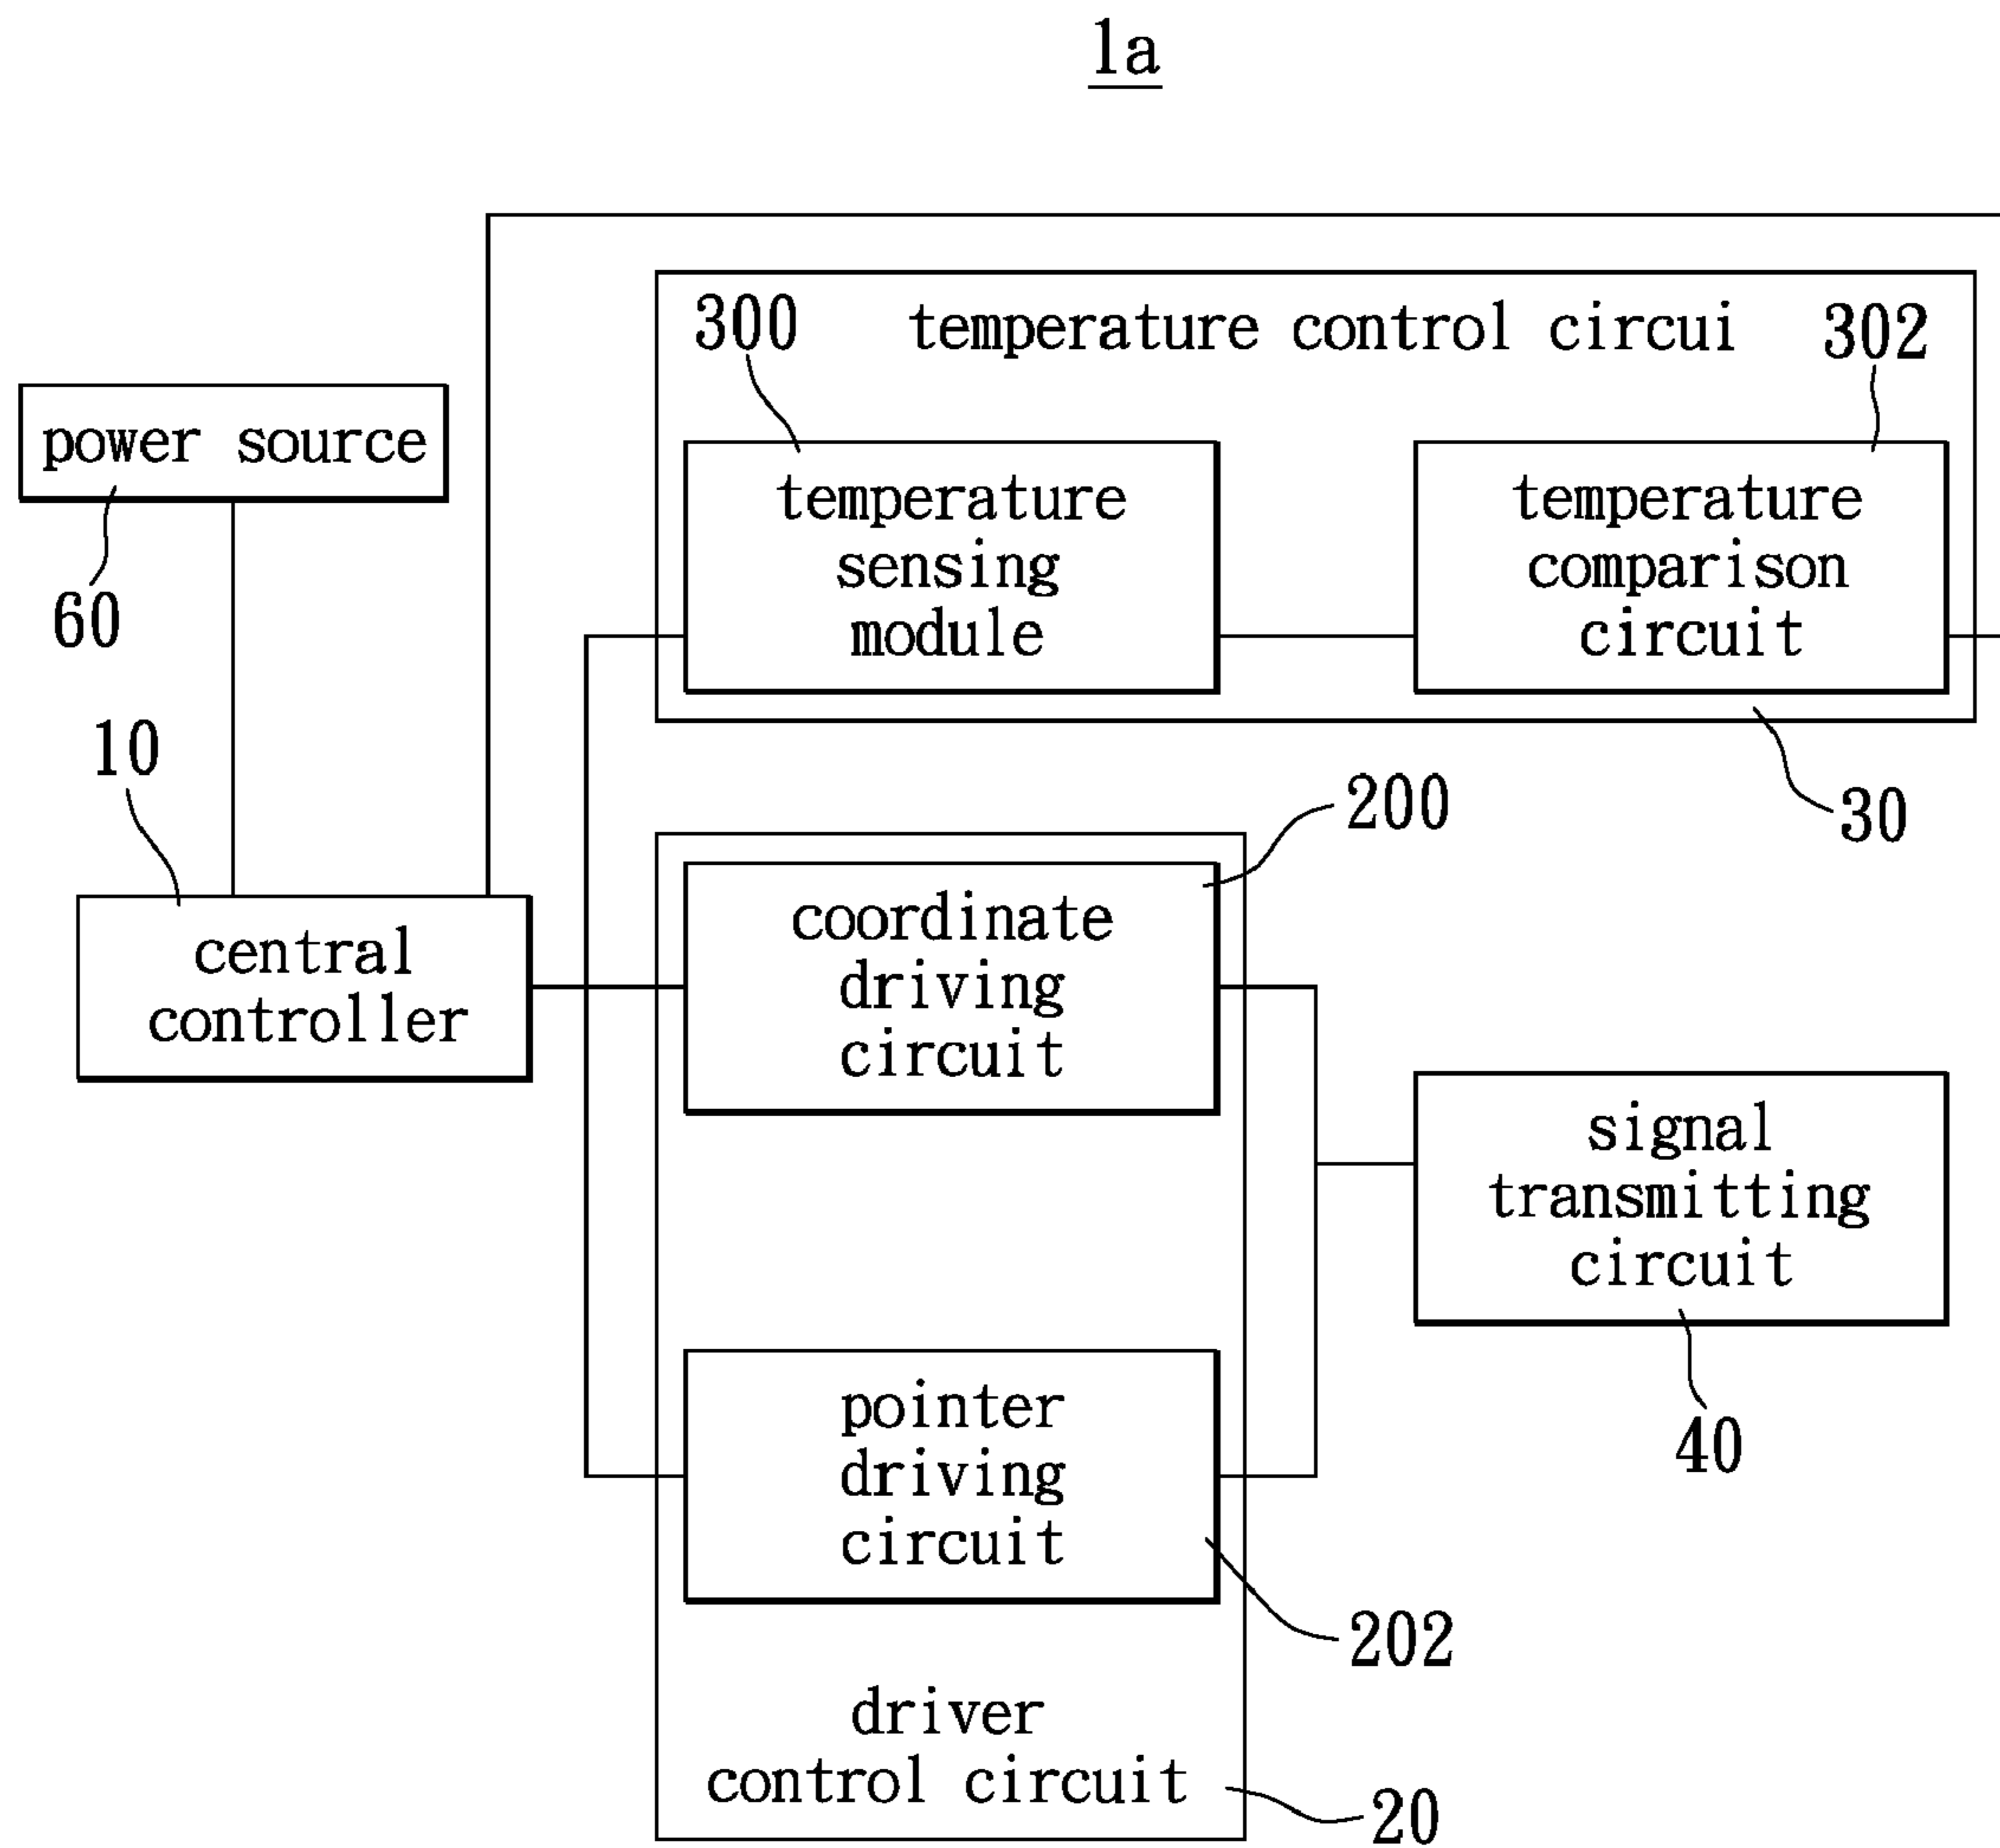 1a
300
temperature control circui
302
power source
60
temperature
sensing
module
temperature
comparison
circuit
30
10
central
controller
200
coordinate
driving
circuit
signal
transmitting
circuit
40
pointer
driving
circuit
202
driver
control circuit
20